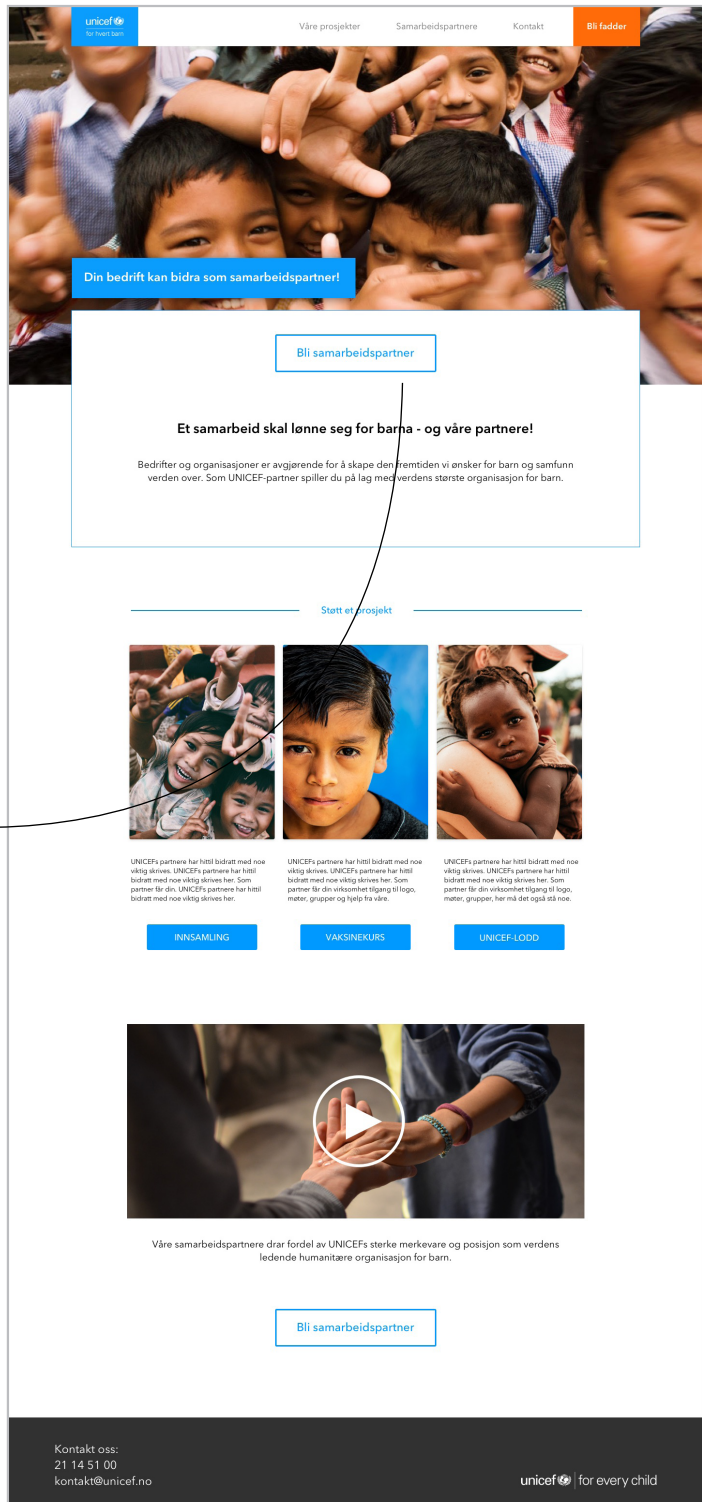 unicef
for hvert barn
Våre prosjekter
Samarbeidspartnere
Kontakt
Bli fadder
Din bedrift kan bidra som samarbeidspartner!
Bli samarbeidspartner
Et samarbeid skal lønne seg for barna - og våre partnere!
Bedrifter og organisasjoner er avgjørende for å skape den fremtiden vi ønsker for barn og samfunn
verden over. Som UNICEF-partner spiller du på lag med verdens største organisasjon for barn.
Støtt et prosjekt
UNICEFs partnere har hittil bidratt med noe
viktig skrives. UNICEFs partnere har hittil
bidratt med noe viktig skrives her. Som
partner får din. UNICEFs partnere har hittil
bidratt med noe viktig skrives her.
UNICEFs partnere har hittil bidratt med noe
viktig skrives. UNICEFs partnere har hittil
bidratt med noe viktig skrives her. Som
partner får din virksomhet tilgang til logo,
møter, grupper og hjelp fra våre.
UNICEFs partnere har hittil bidratt med noe
viktig skrives. UNICEFs partnere har hittil
bidratt med noe viktig skrives her. Som
partner får din virksomhet tilgang til logo,
møter, grupper, her må det også stå noe.
INNSAMLING
VAKSINEKURS
UNICEF-LODD
Våre samarbeidspartnere drar fordel av UNICEFs sterke merkevare og posisjon som verdens
ledende humanitære organisasjon for barn.
Bli samarbeidspartner
Kontakt oss:
21 14 51 00
kontakt@unicef.no
unicef for every child